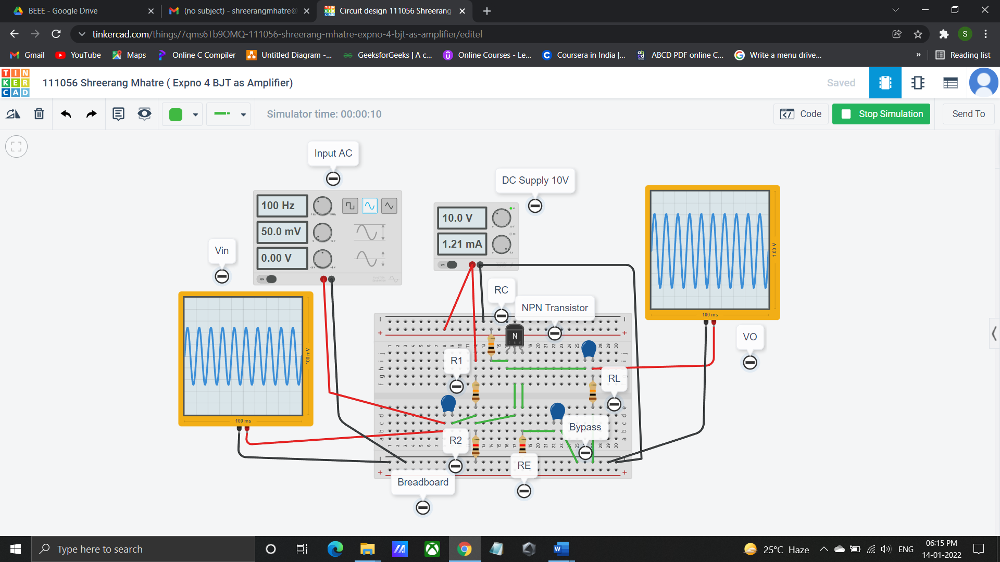 BEEE - Google Drive
(no subject) - shreerangmhatre@
Circuit design 111056 Shreerang
tinkercad.com/things/7qms6Tb9OMQ-111056-shreerang-mhatre-expno-4-bjt-as-amplifier/editel
S
Gmail
YouTube
Maps
Online C Compiler
Untitled Diagram -...
GeeksforGeeks | A c...
Online Courses - Le...
Coursera in India |...
ABCD PDF online C...
Write a menu drive...
»
Reading list
TIN
KER
CAD
111056 Shreerang Mhatre ( Expno 4 BJT as Amplifier)
Saved
Simulator time: 00:00:10
Code
Stop Simulation
Send To
Input AC
DC Supply 10V
100 Hz
50.0 mV
0.00 V
ON
10.0 V
1.21 mA
ON
Vin
100 mV
100 ms
1.00 V
100 ms
RC
NPN Transistor
N
VO
R1
RL
Bypass
R2
RE
Breadboard
Type here to search
25°C Haze
ENG
06:15 PM
14-01-2022